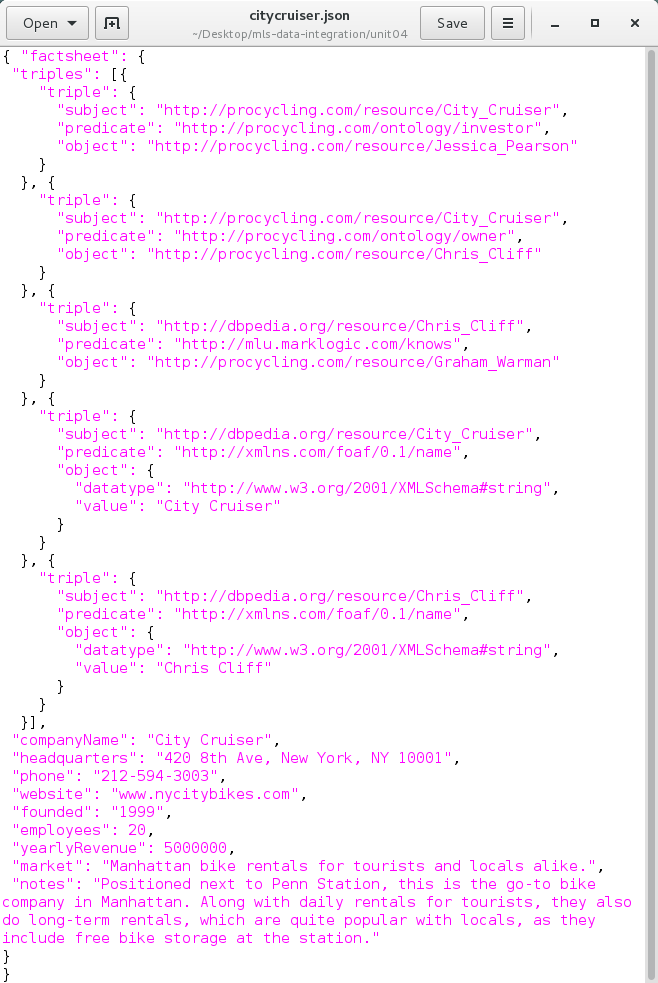 Open
citycruiser.json
~/Desktop/mls-data-integration/unit04
Save
{ "factsheet": {
"triples": [{
"triple": {
"subject": "http://procycling.com/resource/City_Cruiser",
"predicate": "http://procycling.com/ontology/investor",
"object": "http://procycling.com/resource/Jessica_Pearson"
}
}, {
"triple": {
"subject": "http://procycling.com/resource/City_Cruiser",
"predicate": "http://procycling.com/ontology/owner",
"object": "http://procycling.com/resource/Chris_Cliff"
}
}, {
"triple": {
"subject": "http://dbpedia.org/resource/Chris_Cliff",
"predicate": "http://mlu.marklogic.com/knows",
"object": "http://procycling.com/resource/Graham_Warman"
}
}, {
"triple": {
"subject": "http://dbpedia.org/resource/City_Cruiser",
"predicate": "http://xmlns.com/foaf/0.1/name",
"object": {
"datatype": "http://www.w3.org/2001/XMLSchema#string",
"value": "City Cruiser"
}
}
}, {
"triple": {
"subject": "http://dbpedia.org/resource/Chris_Cliff",
"predicate": "http://xmlns.com/foaf/0.1/name",
"object": {
"datatype": "http://www.w3.org/2001/XMLSchema#string",
"value": "Chris Cliff"
}
}
}],
"companyName": "City Cruiser",
"headquarters": "420 8th Ave, New York, NY 10001",
"phone": "212-594-3003",
"website": "www.nycitybikes.com",
"founded": "1999",
"employees": 20,
"yearlyRevenue": 5000000,
"market": "Manhattan bike rentals for tourists and locals alike.",
"notes": "Positioned next to Penn Station, this is the go-to bike
company in Manhattan. Along with daily rentals for tourists, they also
do long-term rentals, which are quite popular with locals, as they
include free bike storage at the station."
}
}